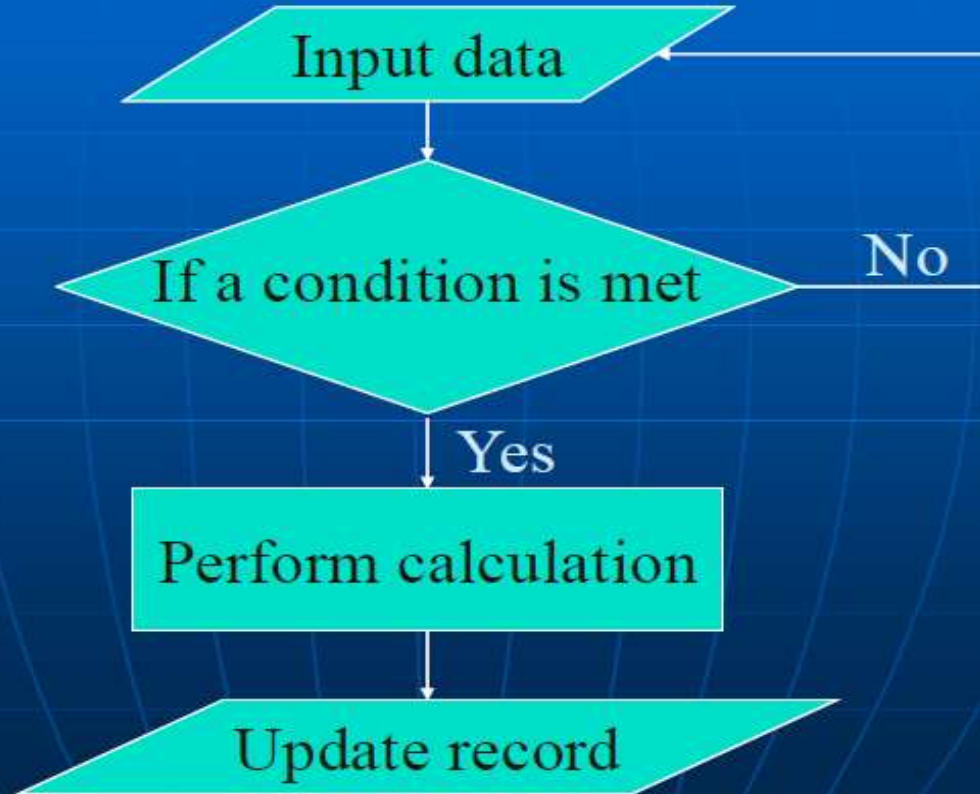 Input data
If a condition is met
No
Yes
Perform calculation
Update record